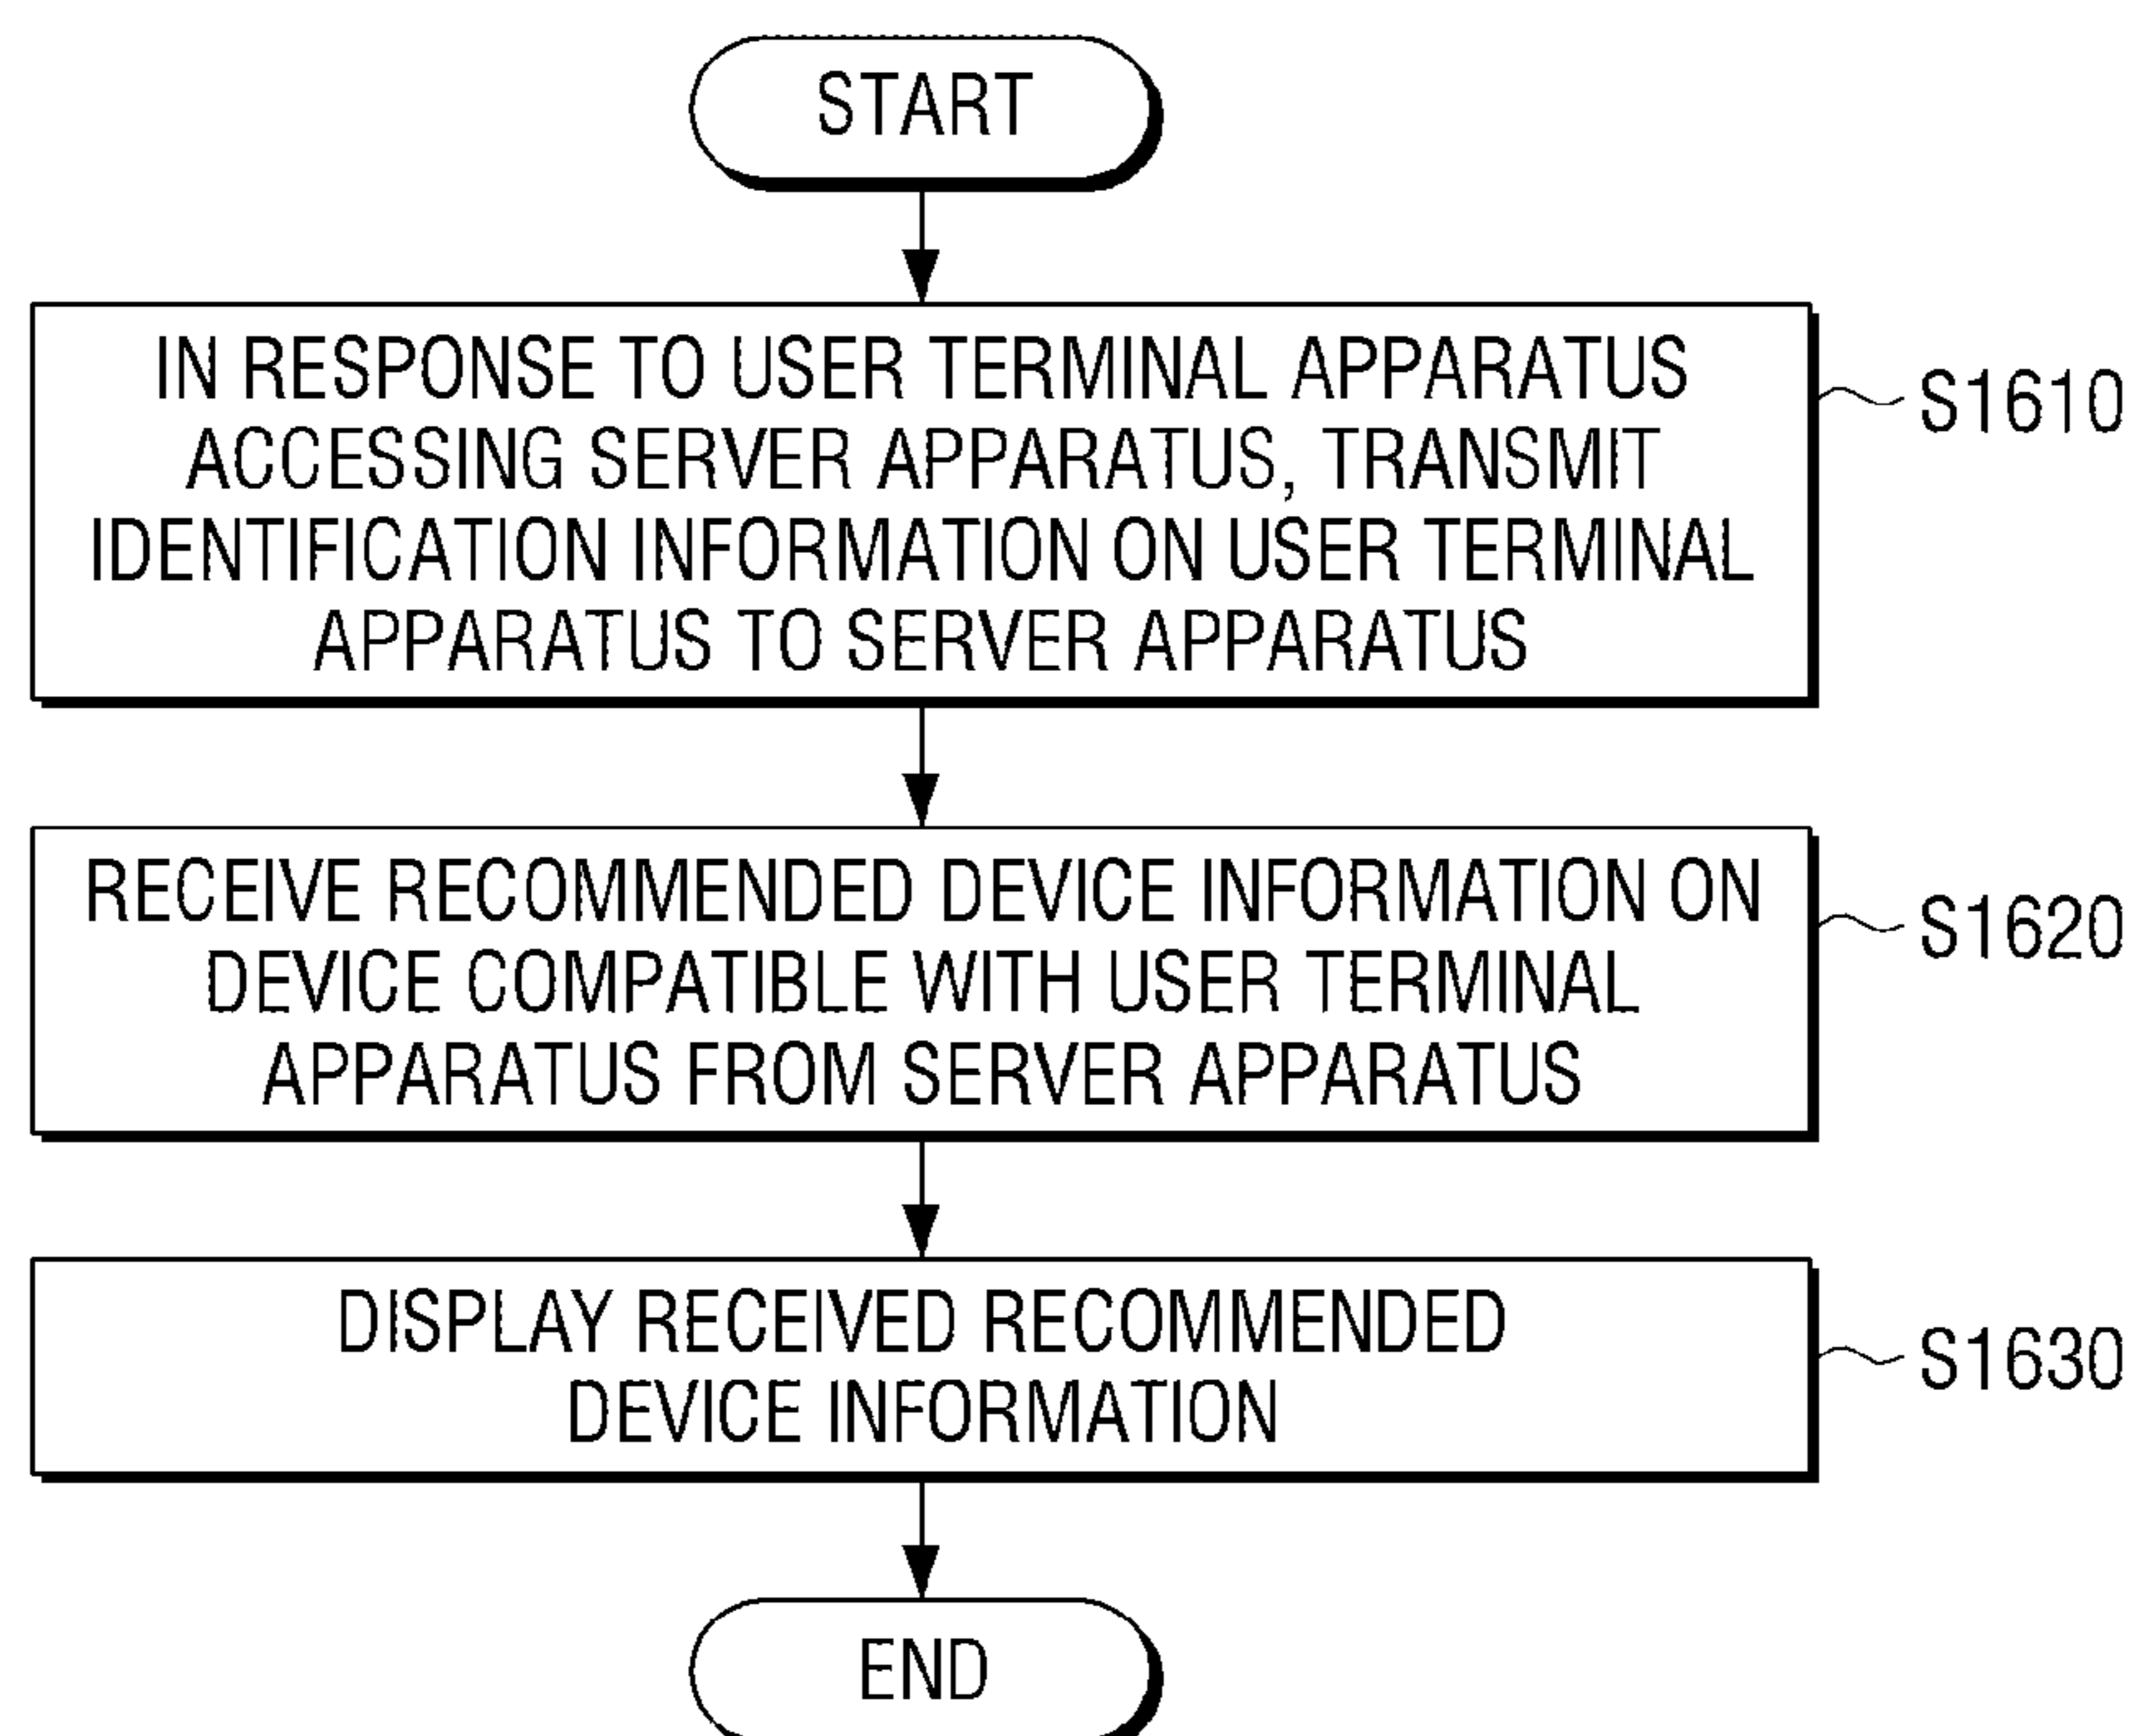 START
IN RESPONSE TO USER TERMINAL APPARATUS
ACCESSING SERVER APPARATUS, TRANSMIT
IDENTIFICATION INFORMATION ON USER TERMINAL
APPARATUS TO SERVER APPARATUS
S1610
RECEIVE RECOMMENDED DEVICE INFORMATION ON
DEVICE COMPATIBLE WITH USER TERMINAL
APPARATUS FROM SERVER APPARATUS
S1620
DISPLAY RECEIVED RECOMMENDED
DEVICE INFORMATION
S1630
END